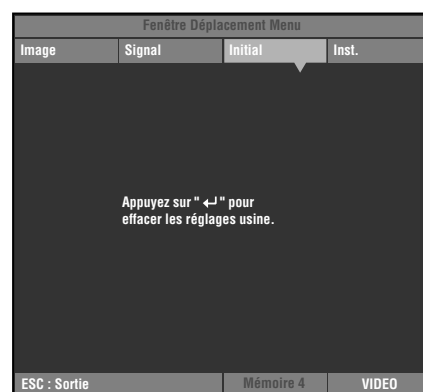 Fenêtre Déplacement Menu
Image Signal Initial Inst.
Appuyez sur " ↵ " pour
effacer les réglages usine.
ESC : Sortie Mémoire 4 VIDEO